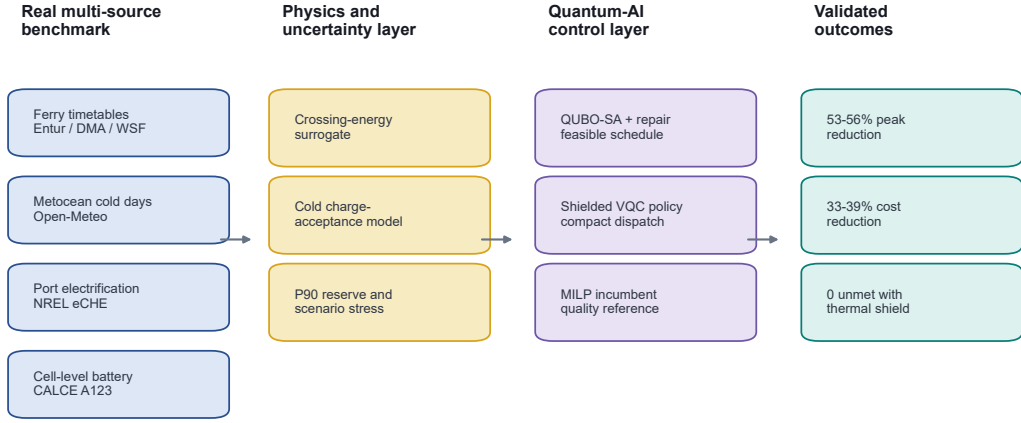 Real multi-source
benchmark
Ferry timetables
Entur / DMA / WSF
Metocean cold days
Open-Meteo
Port electrification
NREL eCHE
Cell-level battery
CALCE A123
Physics and
uncertainty layer
Crossing-energy
surrogate
Cold charge-
acceptance model
P90 reserve and
scenario stress
Quantum-AI
control layer
QUBO-SA + repair
feasible schedule
Shielded VQC policy
compact dispatch
MILP incumbent
quality reference
Validated
outcomes
53-56% peak
reduction
33-39% cost
reduction
0 unmet with
thermal shield